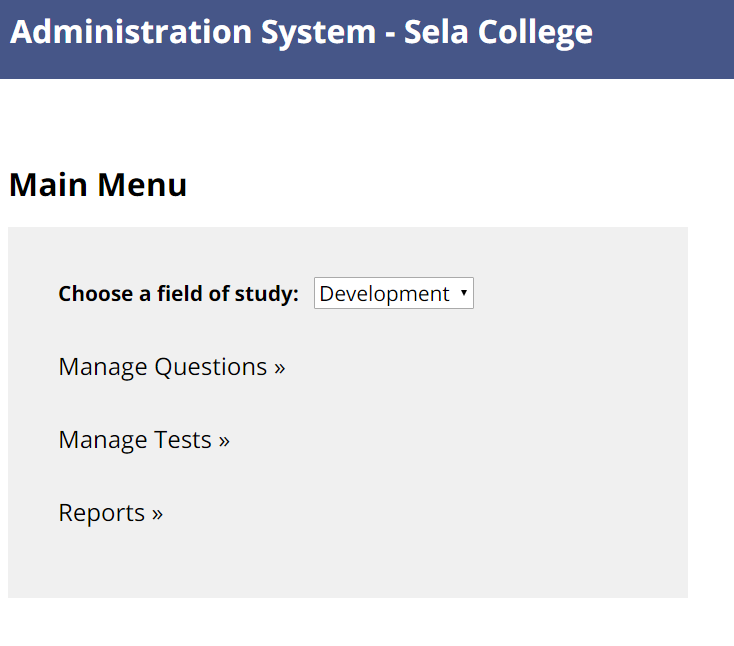 Administration System - Sela College
Main Menu
Choose a field of study: Development
Manage Questions »
Manage Tests »
Reports »